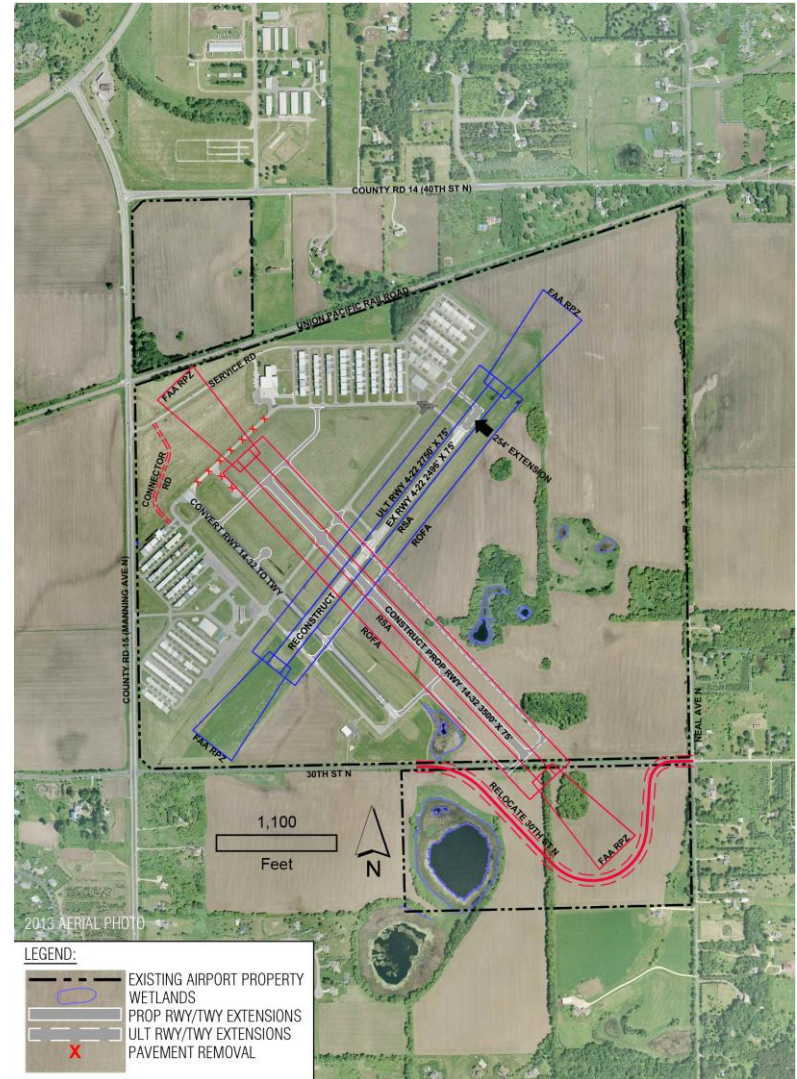 COUNTY RD 14 (40TH ST N)
UNION PACIFIC RAILROAD
FAA RPZ
SERVICE RD
FAA RPZ
CONNECTOR
RD
254' EXTENSION
ULT RWY 4-22 2750' X 75'
EX RWY 4-22 2496' X 75'
RSA
ROFA
CONVERT RWY 14-32 TO TWY
RECONSTRUCT
CONSTRUCT PROP RWY 14-32 3500' X 75'
RSA
ROFA
COUNTY RD 15 (MANNING AVE N)
NEAL AVE N
FAA RPZ
30TH ST N
RELOCATE 30TH ST N
FAA RPZ
1,100
Feet
N
2013 AERIAL PHOTO
LEGEND:
EXISTING AIRPORT PROPERTY
WETLANDS
PROP RWY/TWY EXTENSIONS
ULT RWY/TWY EXTENSIONS
X PAVEMENT REMOVAL